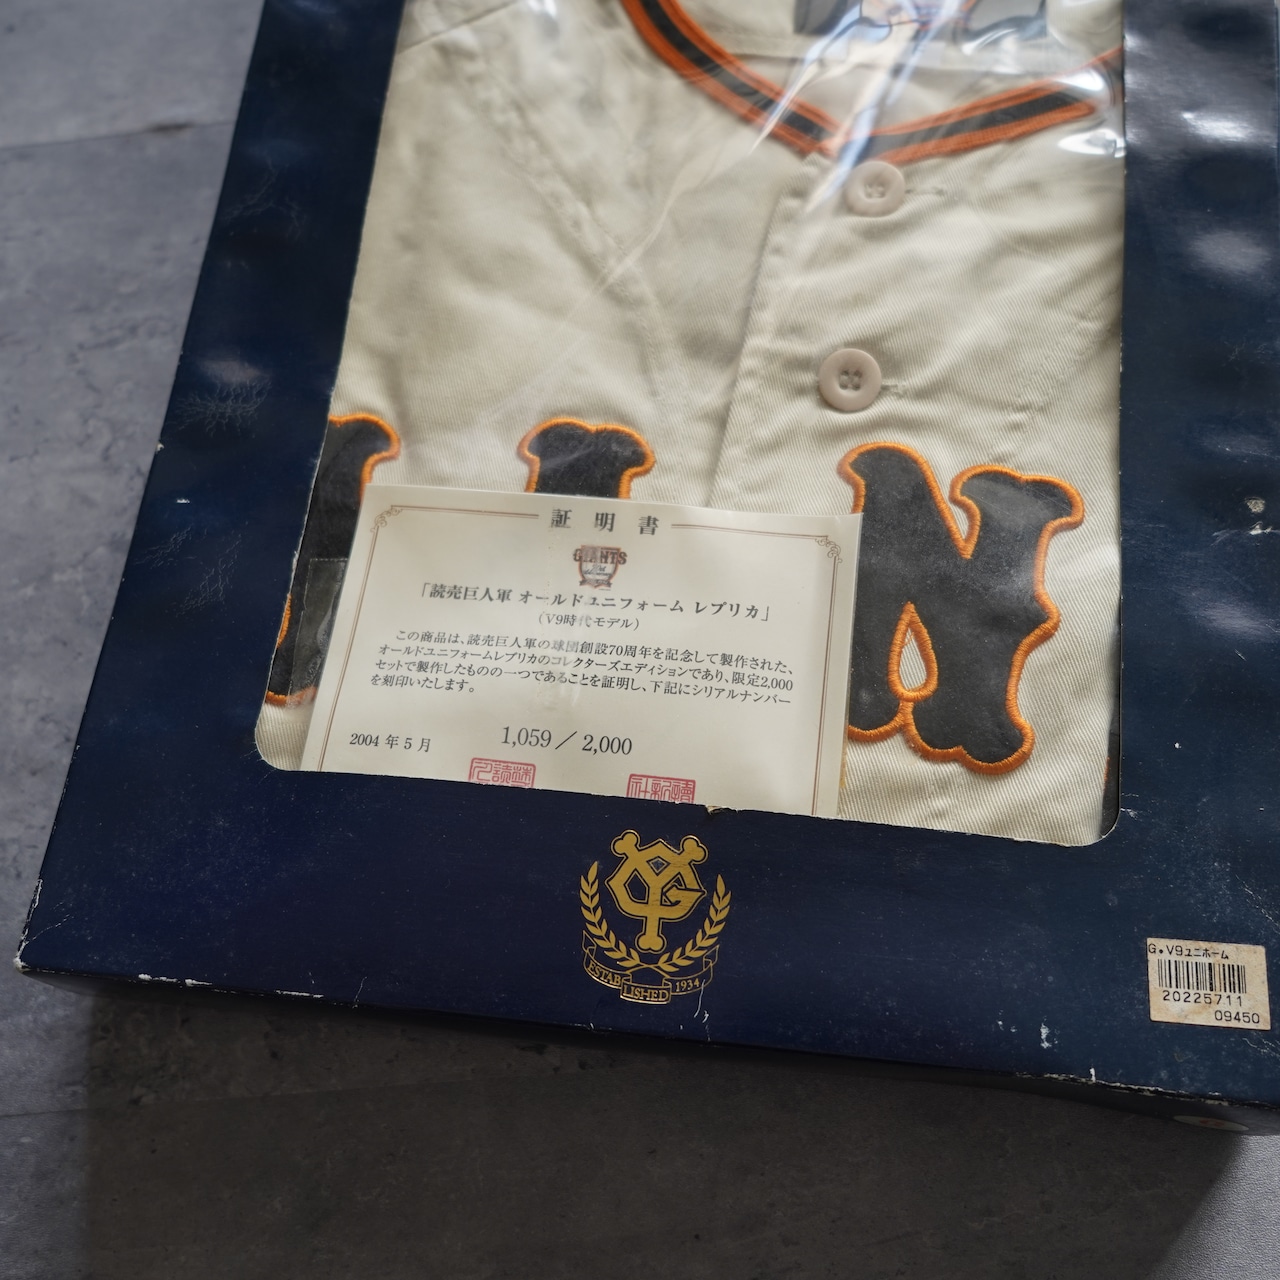 証明書
GIANTS
「読売巨人軍 オールドユニフォーム レプリカ」
(V9時代モデル)
この商品は、読売巨人軍の球団創設70周年を記念して製作された、
オールドユニフォームレプリカのコレクターズエディションであり、限定2,000
セットで製作したものの一つであることを証明し、下記にシリアルナンバー
を刻印いたします。
2004年5月 1,059/2,000
N
YG
ESTABLISHED 1934
G.V9ユニホーム
20225711
09450